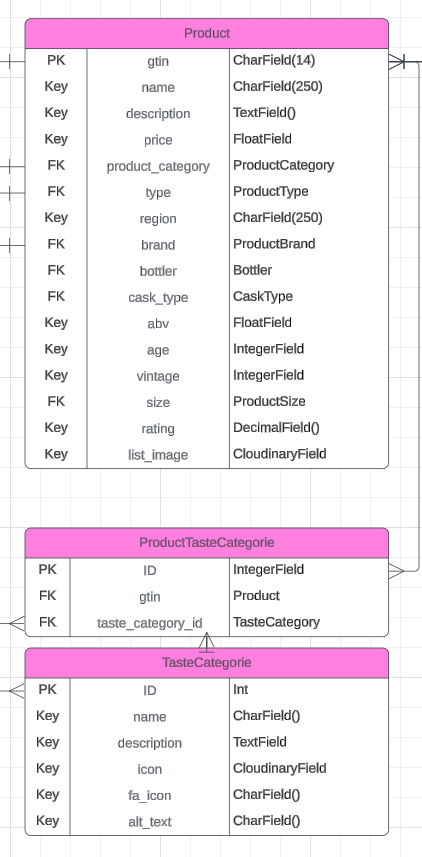 Product
PK gtin CharField(14)
Key name CharField(250)
Key description TextField()
Key price FloatField
FK product_category ProductCategory
FK type ProductType
Key region CharField(250)
FK brand ProductBrand
FK bottler Bottler
FK cask_type CaskType
Key abv FloatField
Key age IntegerField
Key vintage IntegerField
FK size ProductSize
Key rating DecimalField()
Key list_image CloudinaryField
ProductTasteCategorie
PK ID IntegerField
FK gtin Product
FK taste_category_id TasteCategory
TasteCategorie
PK ID Int
Key name CharField()
Key description TextField
Key icon CloudinaryField
Key fa_icon CharField()
Key alt_text CharField()